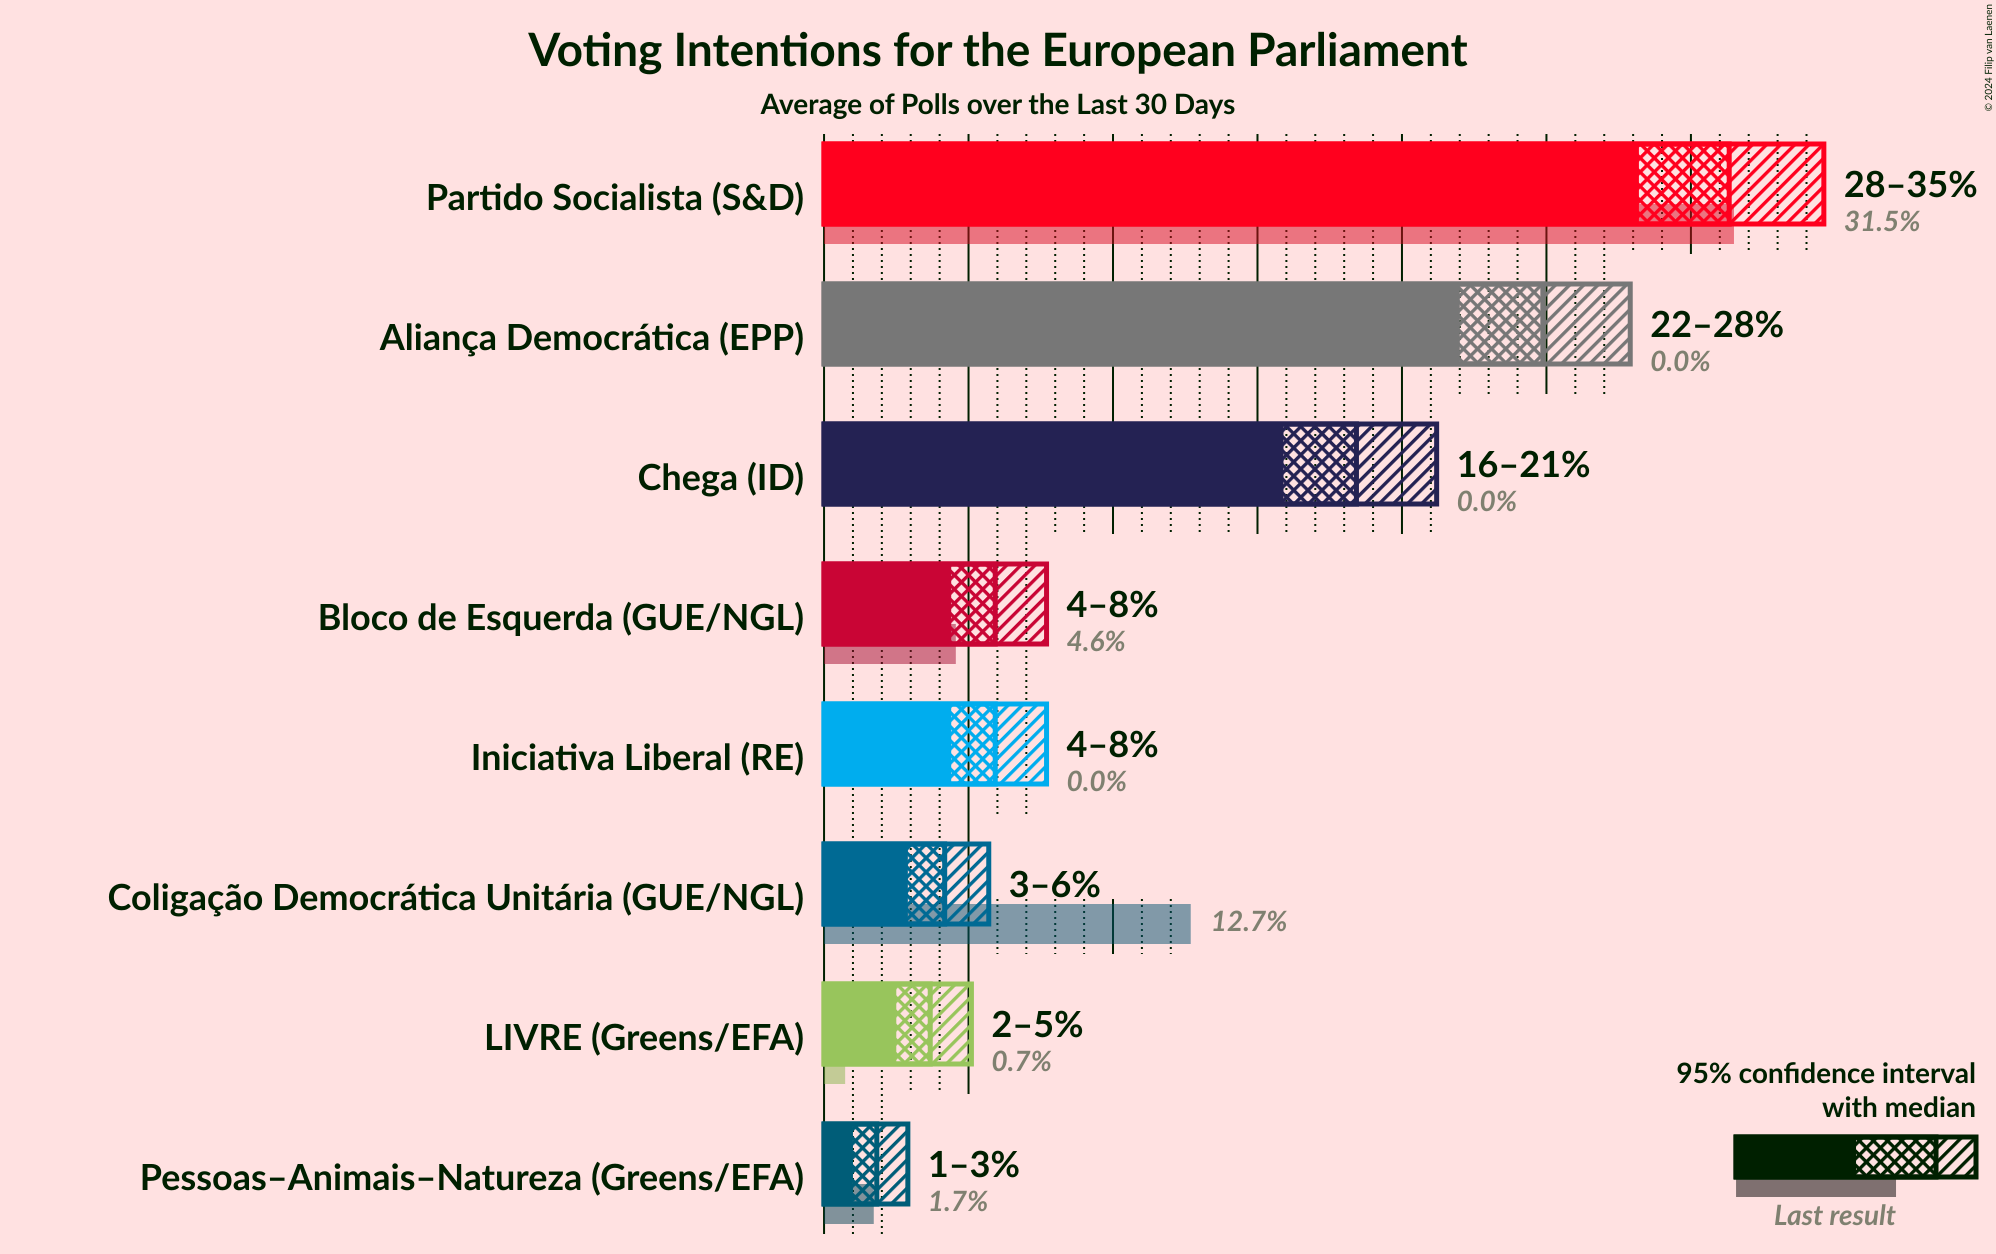 Voting Intentions for the European Parliament
Average of Polls over the Last 30 Days
© 2024 Filip van Laenen
Partido Socialista (S&D)
28–35%
31.5%
Aliança Democrática (EPP)
22–28%
0.0%
Chega (ID)
16–21%
0.0%
Bloco de Esquerda (GUE/NGL)
4–8%
4.6%
Iniciativa Liberal (RE)
4–8%
0.0%
Coligação Democrática Unitária (GUE/NGL)
3–6%
12.7%
LIVRE (Greens/EFA)
2–5%
0.7%
Pessoas–Animais–Natureza (Greens/EFA)
1–3%
1.7%
95% confidence interval
with median
Last result